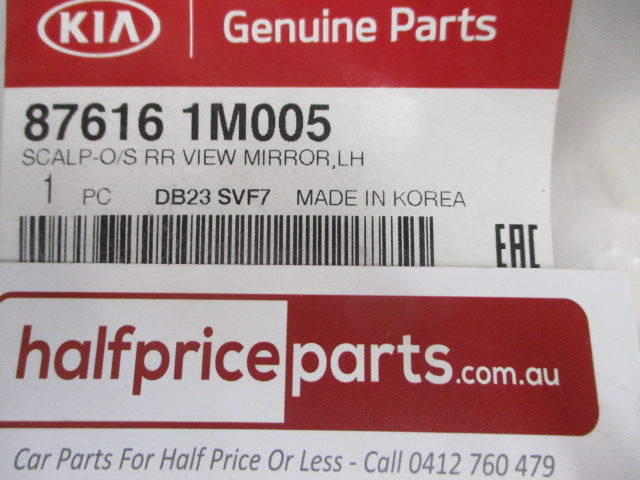 KIA Genuine Parts
87616 1M005
SCALP-O/S RR VIEW MIRROR,LH
1 PC DB23 SVF7 MADE IN KOREA
EAC
halfpriceparts.com.au
Car Parts For Half Price Or Less - Call 0412 760 479